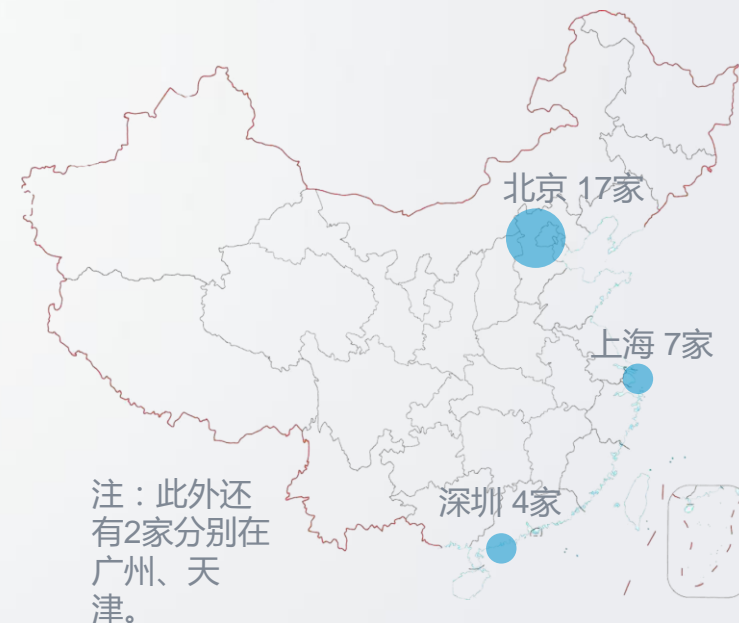 北京 17家
上海 7家
深圳 4家
注：此外还
有2家分别在
广州、天
津。